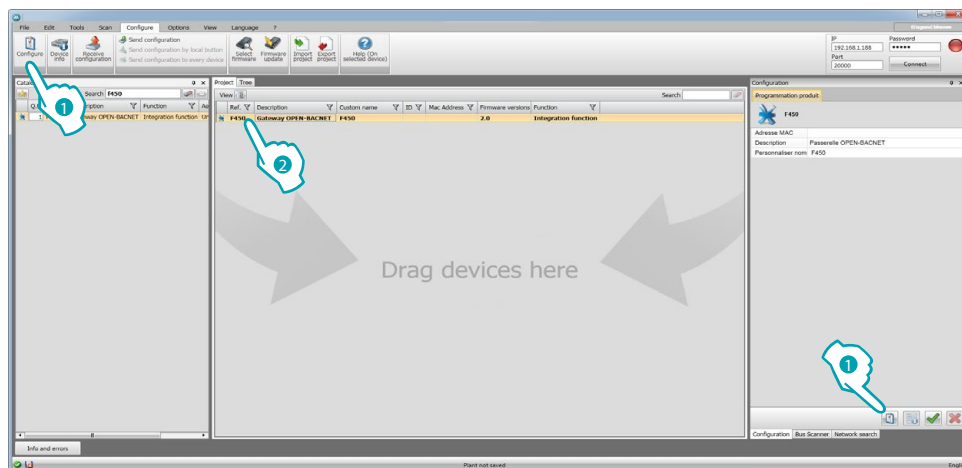 File Edit Tools Scan Configure Options View Language ?
Configure
Device info
Receive configuration
Send configuration
Send configuration by local button
Send configuration to every device
Select firmware
Firmware update
Import project
Export project
Help (On selected device)
IP
192.168.1.188
Password
*****
Port
20000
Connect
Search F450
Function
1
way OPEN-BACNET Integration function
Project Tree
View
Search
Ref. Description Custom name ID Mac Address Firmware versions Function
F450 Gateway OPEN-BACNET F450 2.0 Integration function
1
2
Drag devices here
Configuration
Programmation produit
F450
Adresse MAC
Description Passerelle OPEN-BACNET
Personnaliser nom F450
1
Configuration Bus Scanner Network search
Info and errors
Plant not saved
Engli